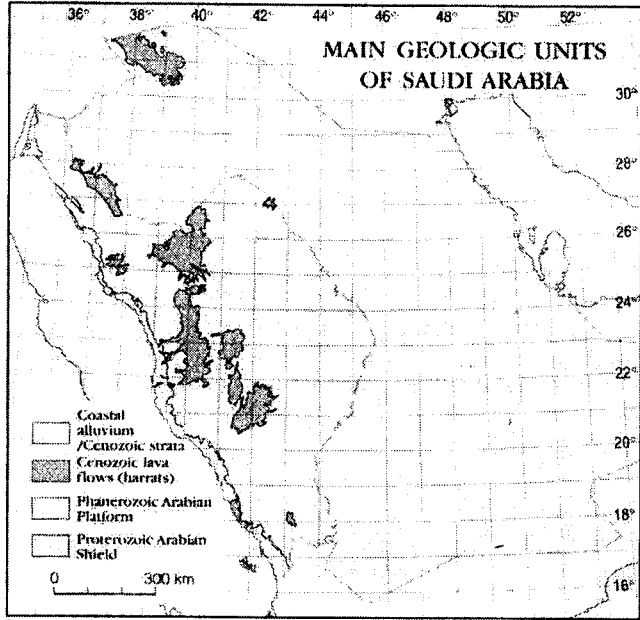 36° 38° 40° 42° 44° 46° 48° 50° 52°
MAIN GEOLOGIC UNITS
OF SAUDI ARABIA
30°
28°
26°
24°
22°
20°
18°
16°
Coastal
alluvium
/Cenozoic strata
Cenozoic lava
flows (harrats)
Phanerozoic Arabian
Platform
Proterozoic Arabian
Shield
0 300 km